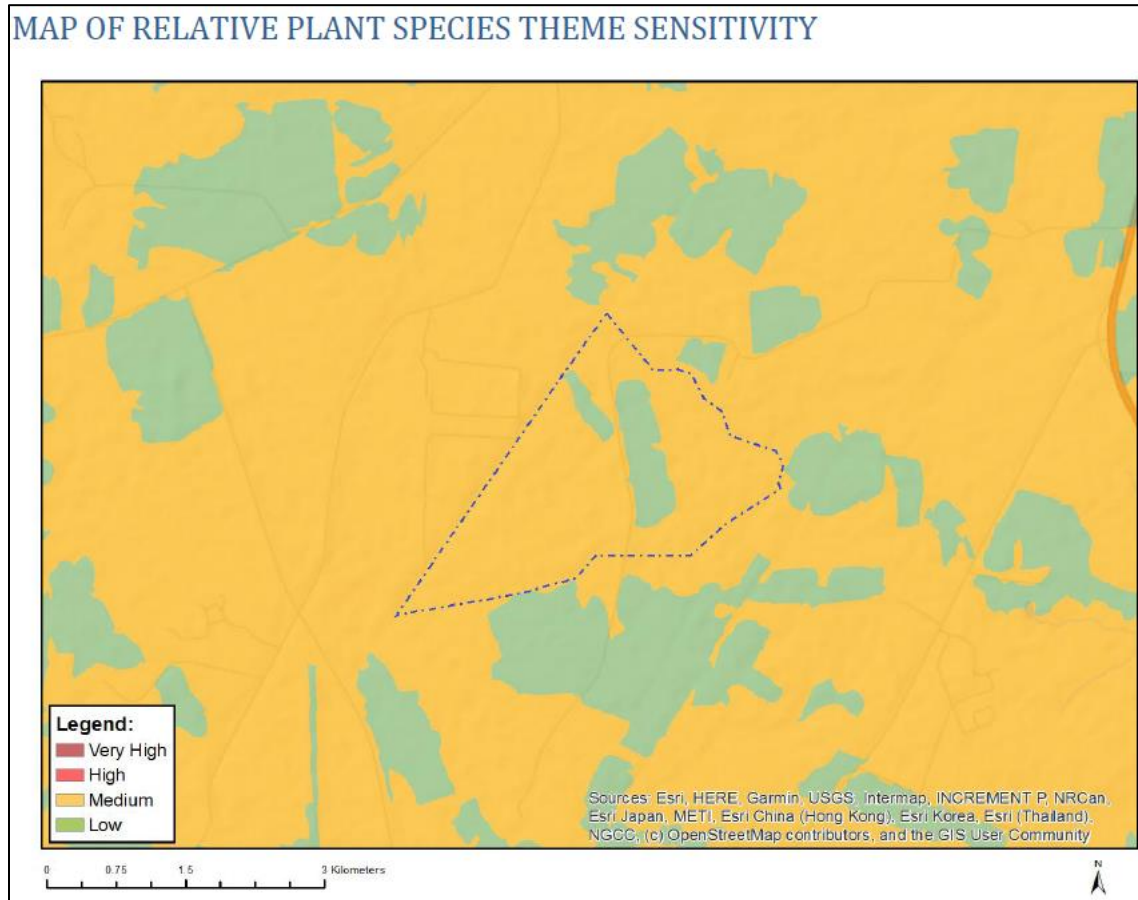 MAP OF RELATIVE PLANT SPECIES THEME SENSITIVITY
Legend:
Very High
High
Medium
Low
Sources: Esri, HERE, Garmin, USGS, Intermap, INCREMENT P, NRCan,
Esri Japan, METI, Esri China (Hong Kong), Esri Korea, Esri (Thailand),
NGCC, (c) OpenStreetMap contributors, and the GIS User Community
0 0.75 1.5 3 Kilometers
N